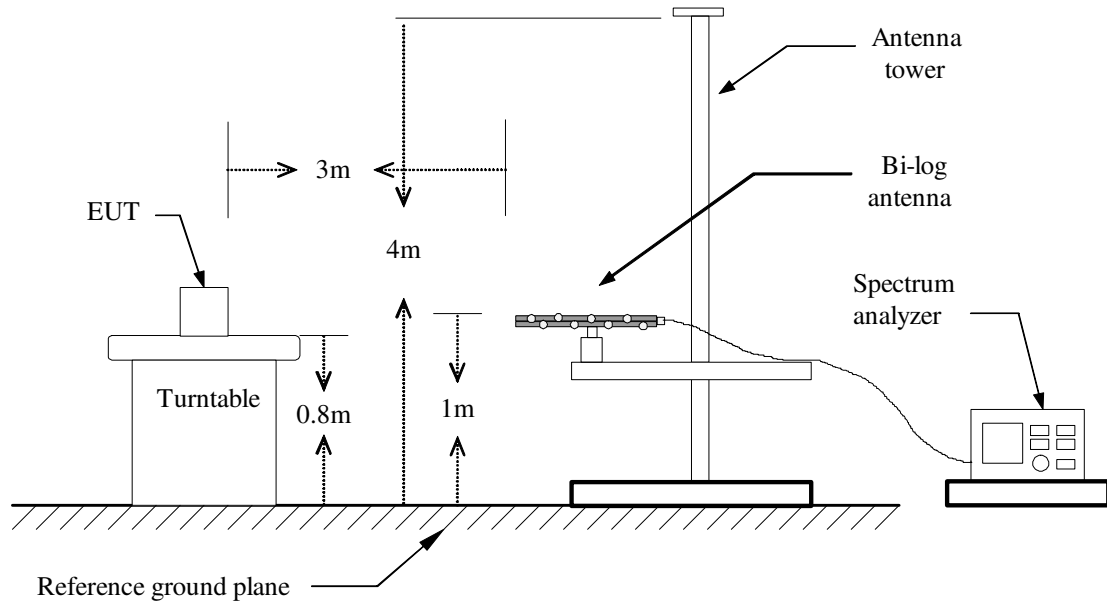 Antenna
tower
3m
Bi-log
antenna
EUT
4m
Spectrum
analyzer
Turntable
0.8m
1m
Reference ground plane